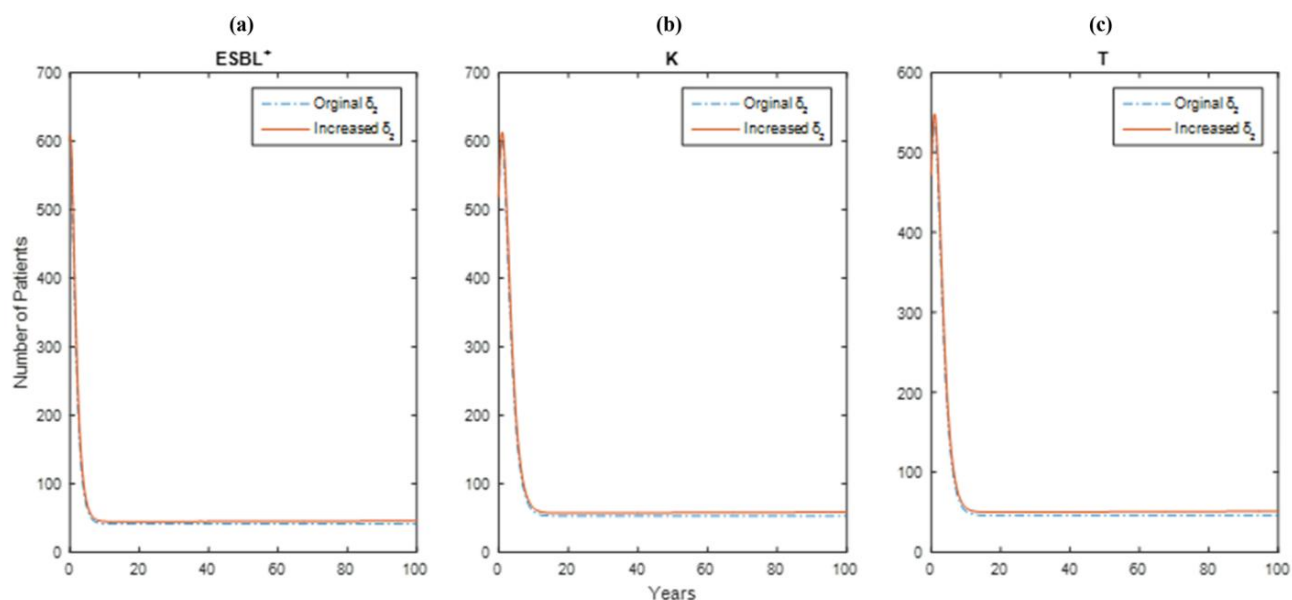 (a)
ESBL⁺
700
600
500
400
300
200
100
0
0 20 40 60 80 100
Number of Patients
Orginal δ₂
Increased δ₂
(b)
K
700
600
500
400
300
200
100
0
0 20 40 60 80 100
Years
Orginal δ₂
Increased δ₂
(c)
T
600
500
400
300
200
100
0
0 20 40 60 80 100
Orginal δ₂
Increased δ₂